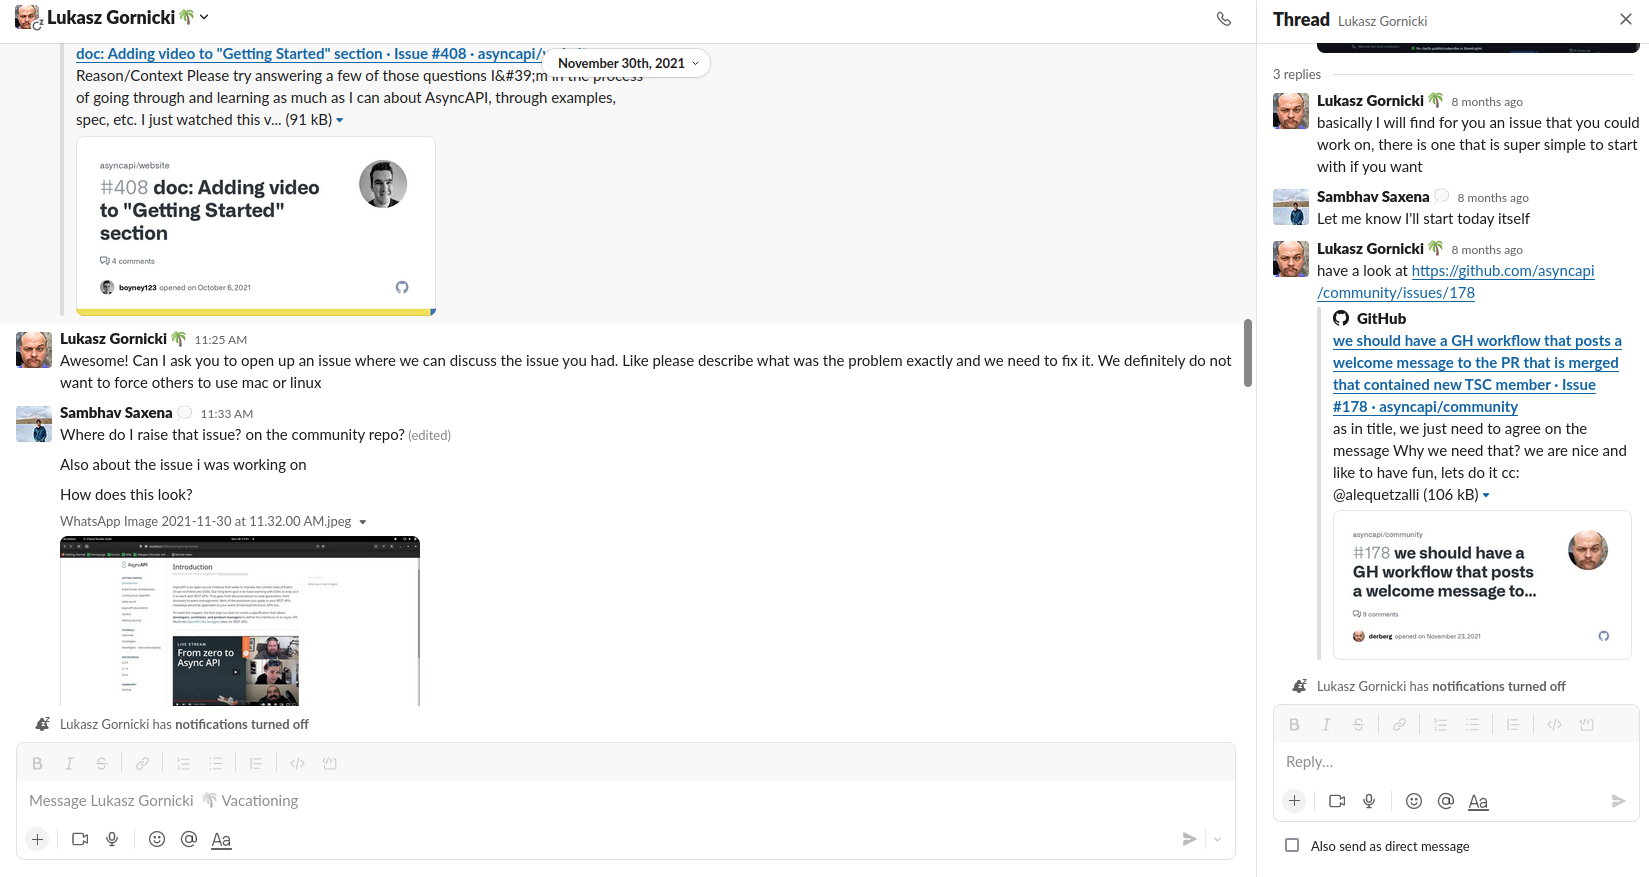 Lukasz Gornicki
doc: Adding video to "Getting Started" section · Issue #408 · asyncapi/
November 30th, 2021
Reason/Context Please try answering a few of those questions I&#39;m in the process
of going through and learning as much as I can about AsyncAPI, through examples,
spec, etc. I just watched this v... (91 kB)
asyncapi/website
#408 doc: Adding video
to "Getting Started"
section
4 comments
boyney123 opened on October 6, 2021
Lukasz Gornicki 11:25 AM
Awesome! Can I ask you to open up an issue where we can discuss the issue you had. Like please describe what was the problem exactly and we need to fix it. We definitely do not
want to force others to use mac or linux
Sambhav Saxena 11:33 AM
Where do I raise that issue? on the community repo? (edited)
Also about the issue i was working on
How does this look?
WhatsApp Image 2021-11-30 at 11.32.00 AM.jpeg
AsyncAPI
Introduction
LIVE STREAM
From zero to
Async API
Lukasz Gornicki has notifications turned off
Message Lukasz Gornicki Vacationing
Aa
Thread Lukasz Gornicki
3 replies
Lukasz Gornicki 8 months ago
basically I will find for you an issue that you could
work on, there is one that is super simple to start
with if you want
Sambhav Saxena 8 months ago
Let me know I'll start today itself
Lukasz Gornicki 8 months ago
have a look at https://github.com/asyncapi
/community/issues/178
GitHub
we should have a GH workflow that posts a
welcome message to the PR that is merged
that contained new TSC member · Issue
#178 · asyncapi/community
as in title, we just need to agree on the
message Why we need that? we are nice and
like to have fun, lets do it cc:
@alequetzalli (106 kB)
asyncapi/community
#178 we should have a
GH workflow that posts
a welcome message to...
9 comments
derberg opened on November 23, 2021
Lukasz Gornicki has notifications turned off
Reply...
Aa
Also send as direct message